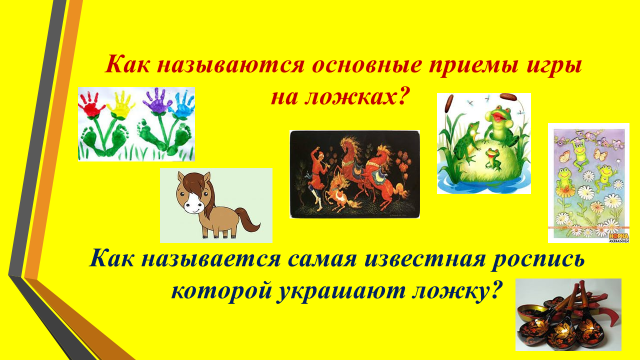 Как называются основные приемы игры
на ложках?
Как называется самая известная роспись
которой украшают ложку?